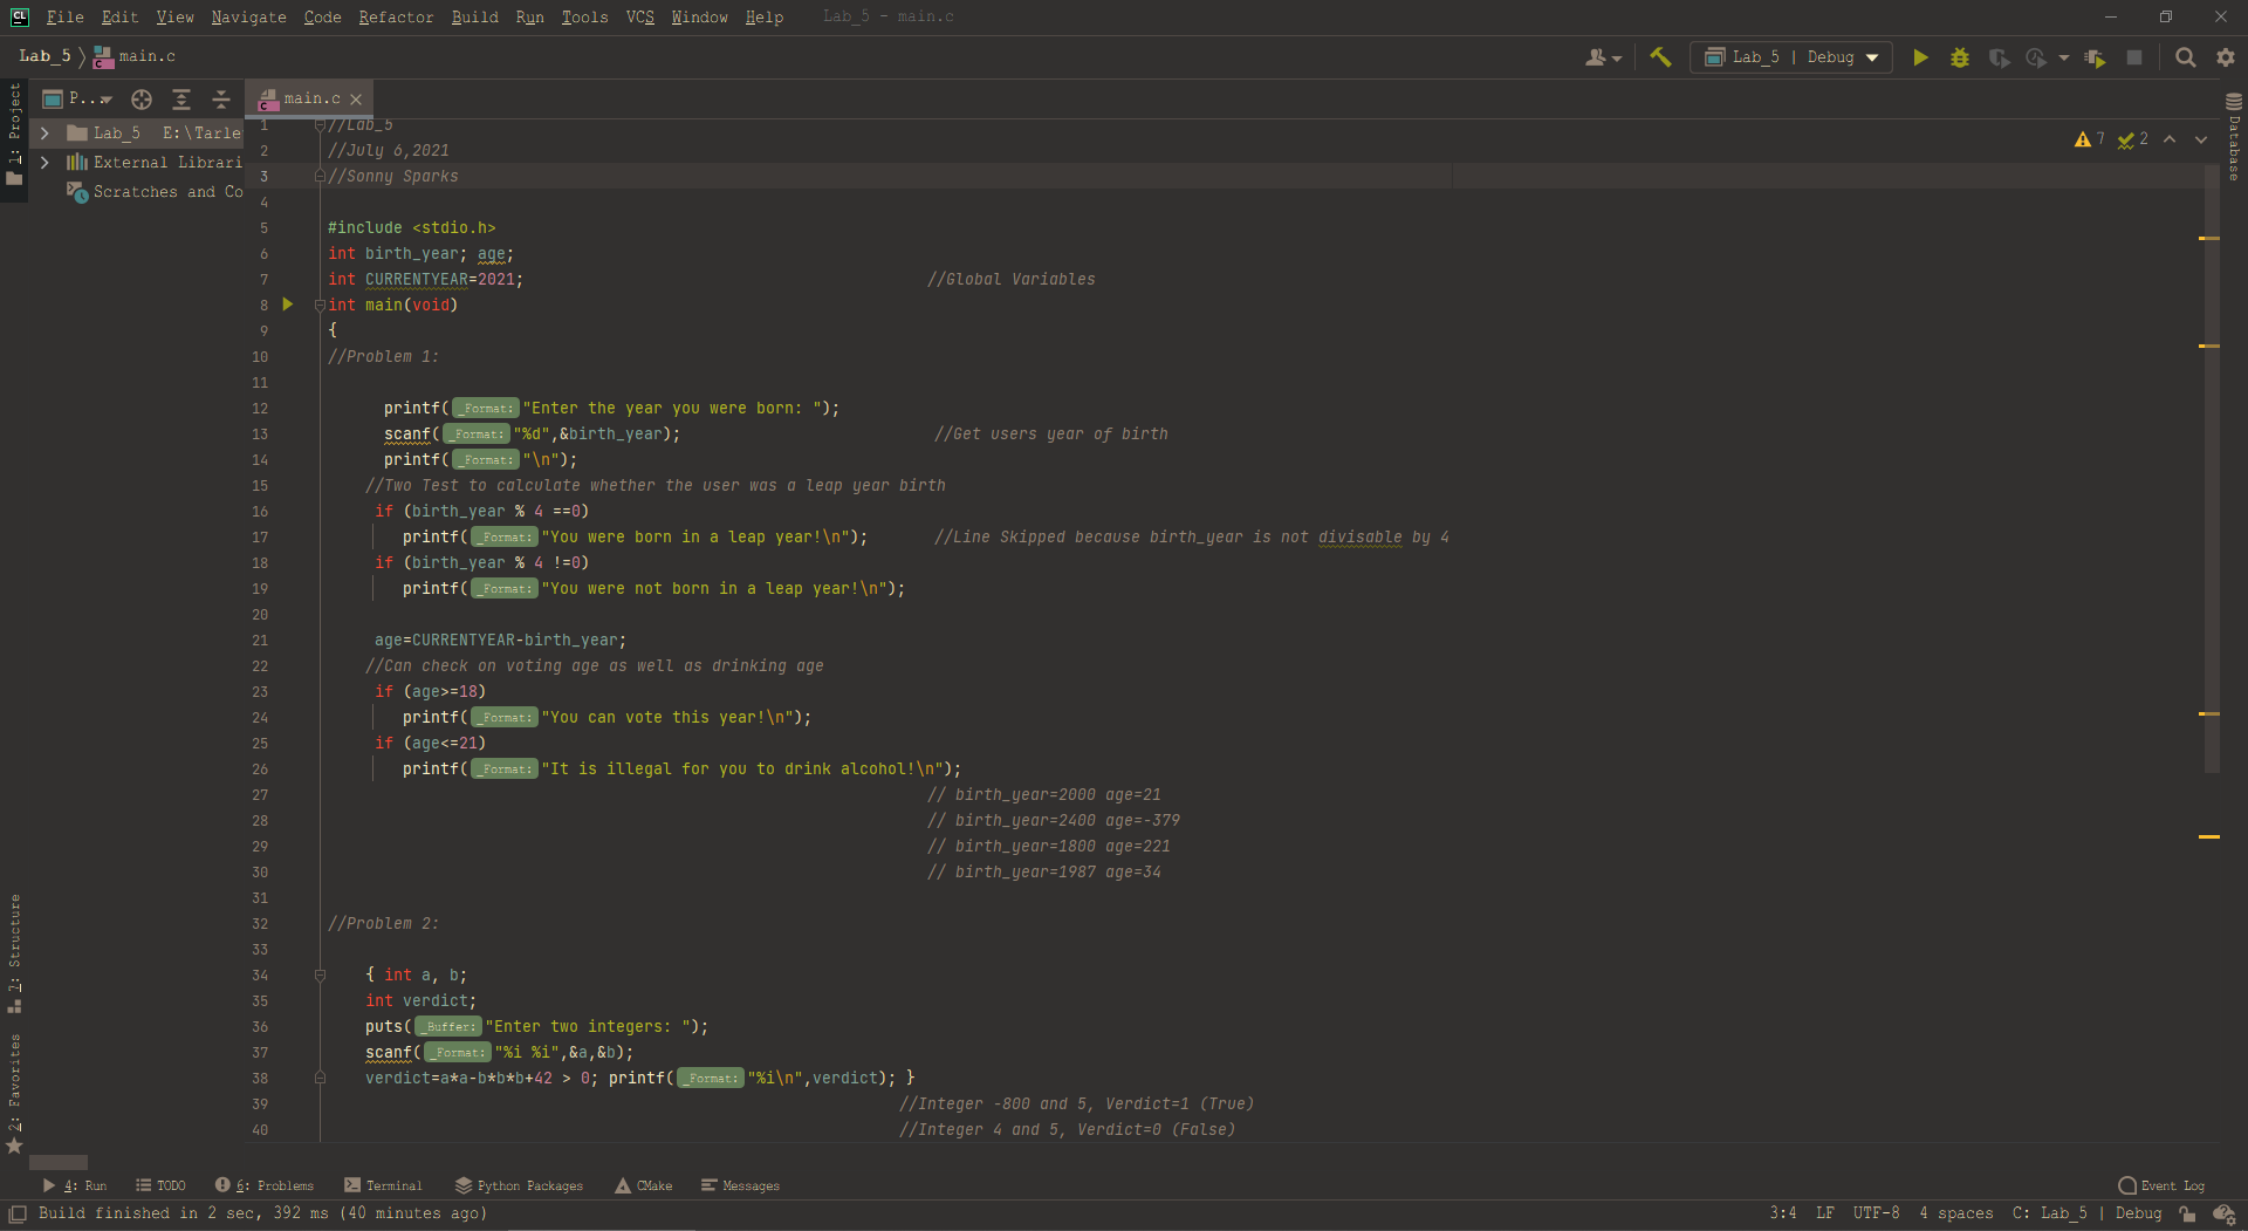 CL File Edit View Navigate Code Refactor Build Run Tools VCS Window Help Lab_5 - main.c
Lab_5 main.c Lab_5 | Debug
P... main.c
1: Project
Lab_5 E:\Tarle
External Librari
Scratches and Co
7 2
Database
1 //Lab_5
2 //July 6,2021
3 //Sonny Sparks
4
5 #include <stdio.h>
6 int birth_year; age;
7 int CURRENTYEAR=2021; //Global Variables
8 int main(void)
9 {
10 //Problem 1:
11
12 printf( _Format: "Enter the year you were born: ");
13 scanf( _Format: "%d",&birth_year); //Get users year of birth
14 printf( _Format: "\n");
15 //Two Test to calculate whether the user was a leap year birth
16 if (birth_year % 4 ==0)
17 printf( _Format: "You were born in a leap year!\n"); //Line Skipped because birth_year is not divisable by 4
18 if (birth_year % 4 !=0)
19 printf( _Format: "You were not born in a leap year!\n");
20
21 age=CURRENTYEAR-birth_year;
22 //Can check on voting age as well as drinking age
23 if (age>=18)
24 printf( _Format: "You can vote this year!\n");
25 if (age<=21)
26 printf( _Format: "It is illegal for you to drink alcohol!\n");
27 // birth_year=2000 age=21
28 // birth_year=2400 age=-379
29 // birth_year=1800 age=221
30 // birth_year=1987 age=34
31
32 //Problem 2:
33
34 { int a, b;
35 int verdict;
36 puts( _Buffer: "Enter two integers: ");
37 scanf( _Format: "%i %i",&a,&b);
38 verdict=a*a-b*b*b+42 > 0; printf( _Format: "%i\n",verdict); }
39 //Integer -800 and 5, Verdict=1 (True)
40 //Integer 4 and 5, Verdict=0 (False)
7: Structure
2: Favorites
4: Run TODO 6: Problems Terminal Python Packages CMake Messages Event Log
Build finished in 2 sec, 392 ms (40 minutes ago) 3:4 LF UTF-8 4 spaces C: Lab_5 | Debug